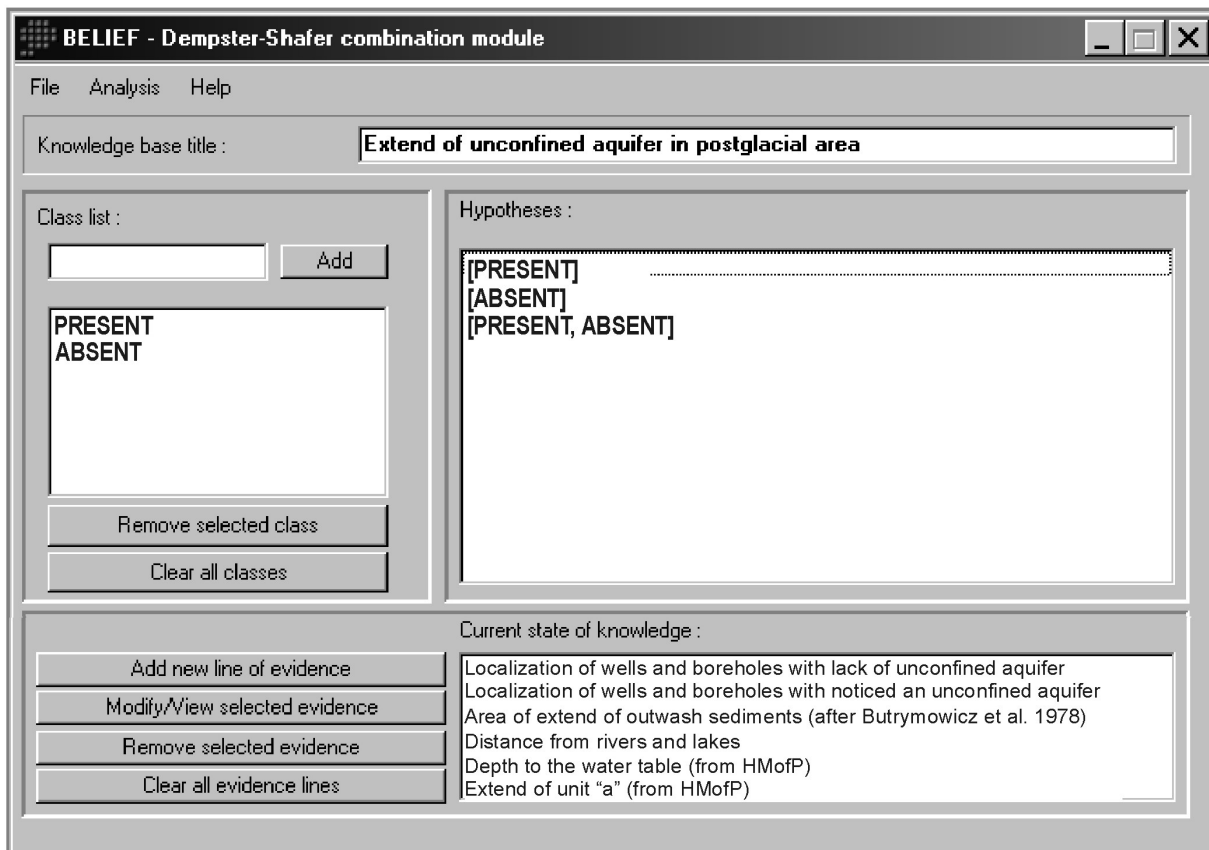 BELIEF - Dempster-Shafer combination module
File Analysis Help
Knowledge base title :
Extend of unconfined aquifer in postglacial area
Class list :
Add
PRESENT
ABSENT
Remove selected class
Clear all classes
Hypotheses :
[PRESENT]
[ABSENT]
[PRESENT, ABSENT]
Add new line of evidence
Modify/View selected evidence
Remove selected evidence
Clear all evidence lines
Current state of knowledge :
Localization of wells and boreholes with lack of unconfined aquifer
Localization of wells and boreholes with noticed an unconfined aquifer
Area of extend of outwash sediments (after Butrymowicz et al. 1978)
Distance from rivers and lakes
Depth to the water table (from HMofP)
Extend of unit “a” (from HMofP)